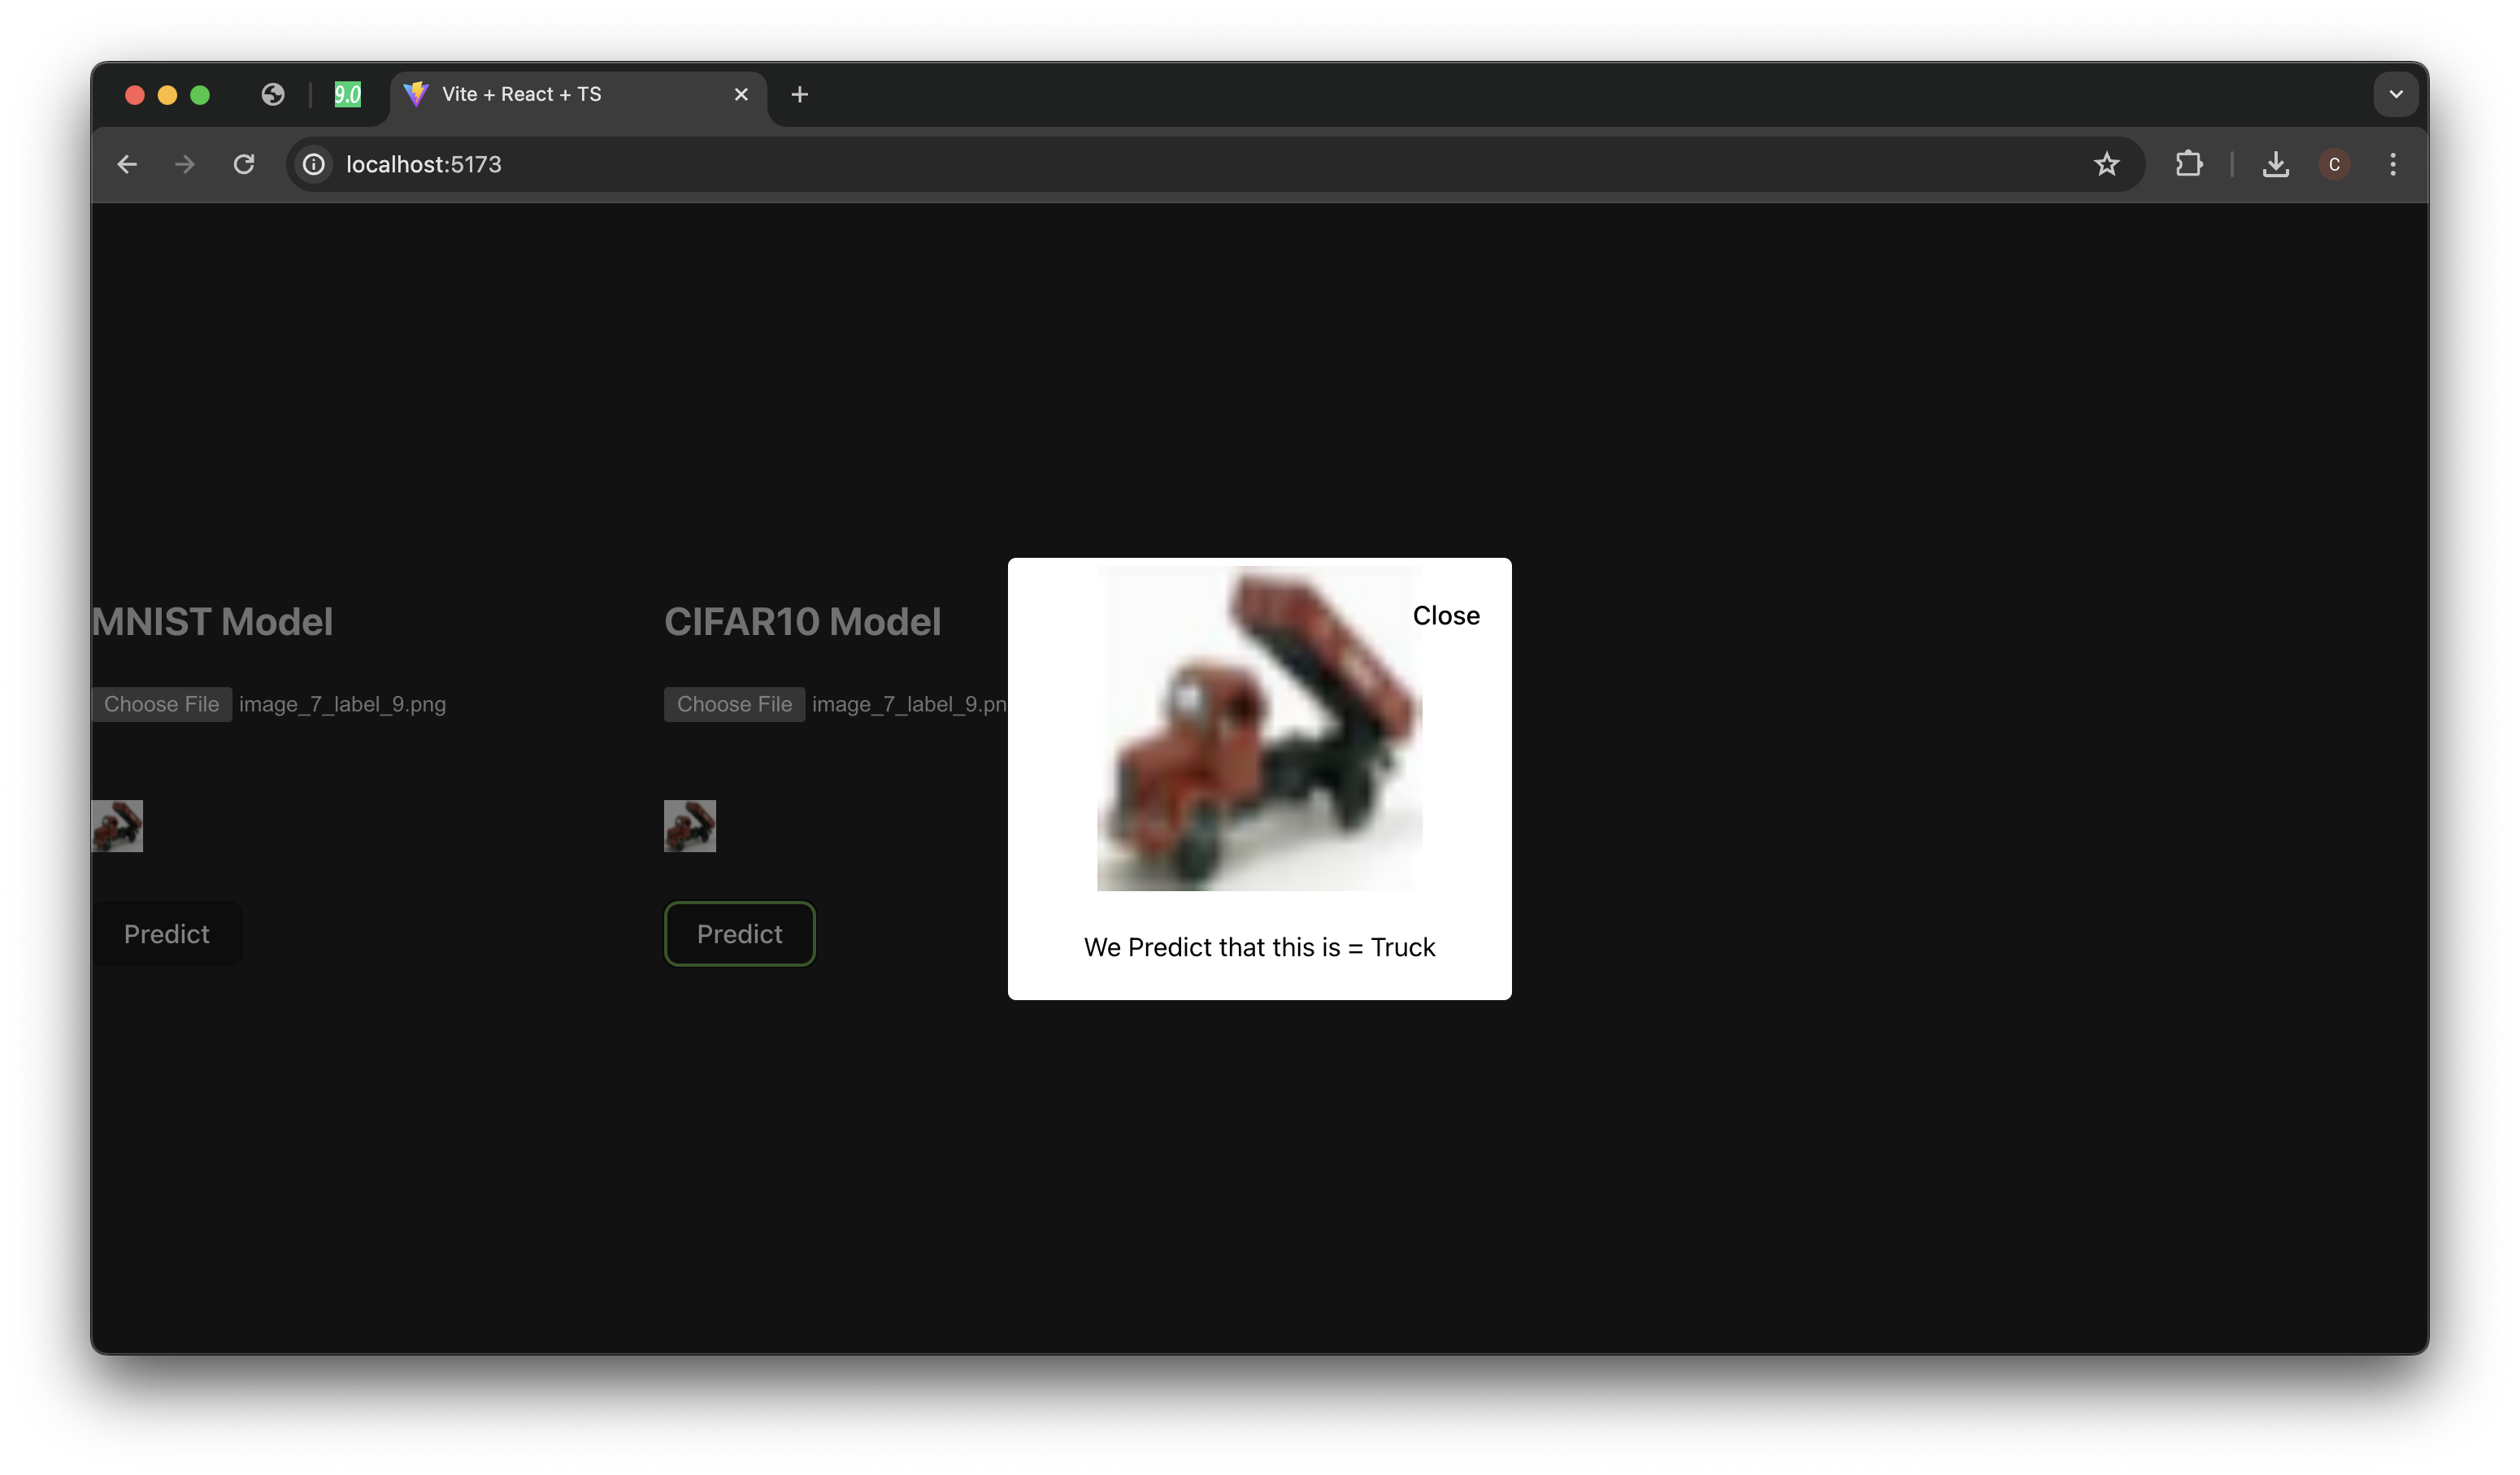 9.0
Vite + React + TS
localhost:5173
C
MNIST Model
CIFAR10 Model
Close
Choose File image_7_label_9.png
Choose File image_7_label_9.pn
Predict
Predict
We Predict that this is = Truck